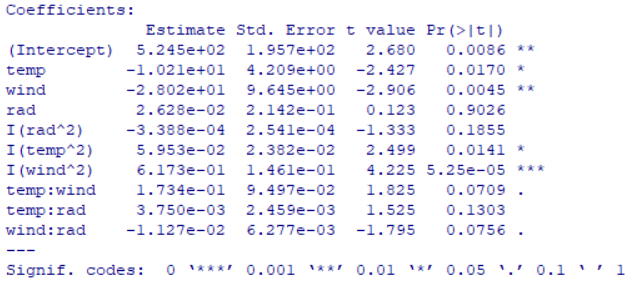 Coefficients:
              Estimate Std. Error t value Pr(>|t|)
(Intercept)  5.245e+02  1.957e+02   2.680   0.0086 **
temp        -1.021e+01  4.209e+00  -2.427   0.0170 *
wind        -2.802e+01  9.645e+00  -2.906   0.0045 **
rad          2.628e-02  2.142e-01   0.123   0.9026
I(rad^2)    -3.388e-04  2.541e-04  -1.333   0.1855
I(temp^2)    5.953e-02  2.382e-02   2.499   0.0141 *
I(wind^2)    6.173e-01  1.461e-01   4.225 5.25e-05 ***
temp:wind    1.734e-01  9.497e-02   1.825   0.0709 .
temp:rad     3.750e-03  2.459e-03   1.525   0.1303
wind:rad    -1.127e-02  6.277e-03  -1.795   0.0756 .
---
Signif. codes:  0 ‘***’ 0.001 ‘**’ 0.01 ‘*’ 0.05 ‘.’ 0.1 ‘ ’ 1